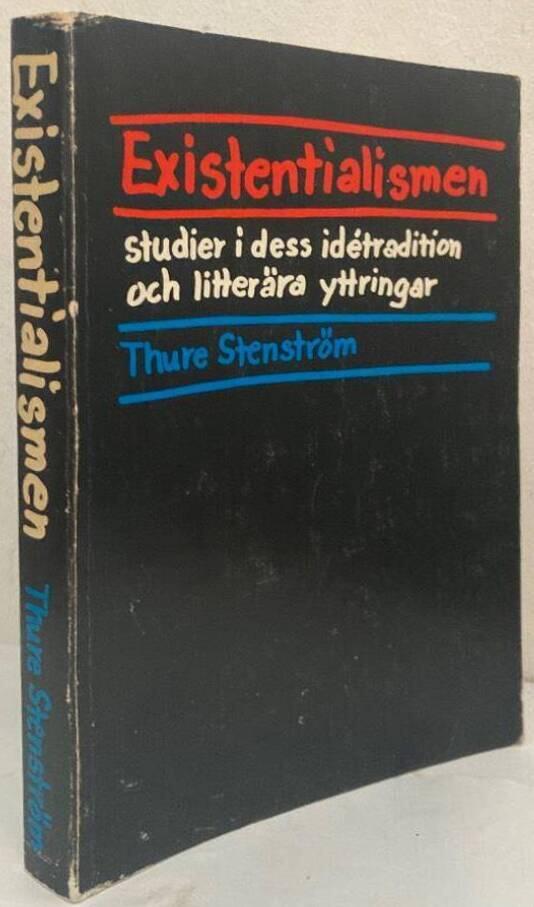 Existentialismen
Thure Stenström
Existentialismen
studier i dess idétradition
och litterära yttringar
Thure Stenström